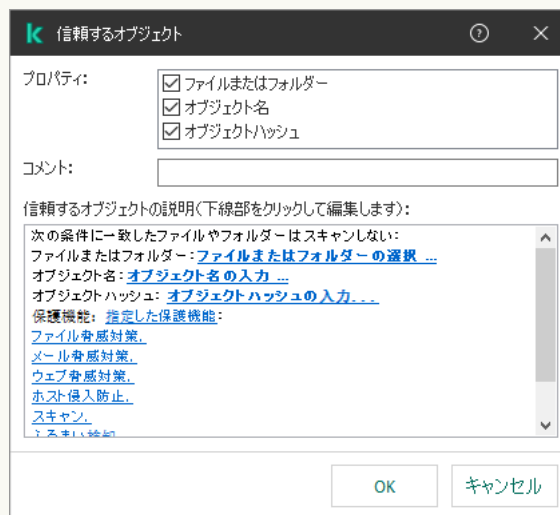 信頼するオブジェクト
プロパティ:
ファイルまたはフォルダー
オブジェクト名
オブジェクトハッシュ
コメント:
信頼するオブジェクトの説明(下線部をクリックして編集します):
次の条件に一致したファイルやフォルダーはスキャンしない:
ファイルまたはフォルダー: ファイルまたはフォルダーの選択 ...
オブジェクト名: オブジェクト名の入力 ...
オブジェクトハッシュ: オブジェクトハッシュの入力...
保護機能: 指定した保護機能:
ファイル脅威対策,
メール脅威対策,
ウェブ脅威対策,
ホスト侵入防止,
スキャン,
ふるまい検知
OK
キャンセル